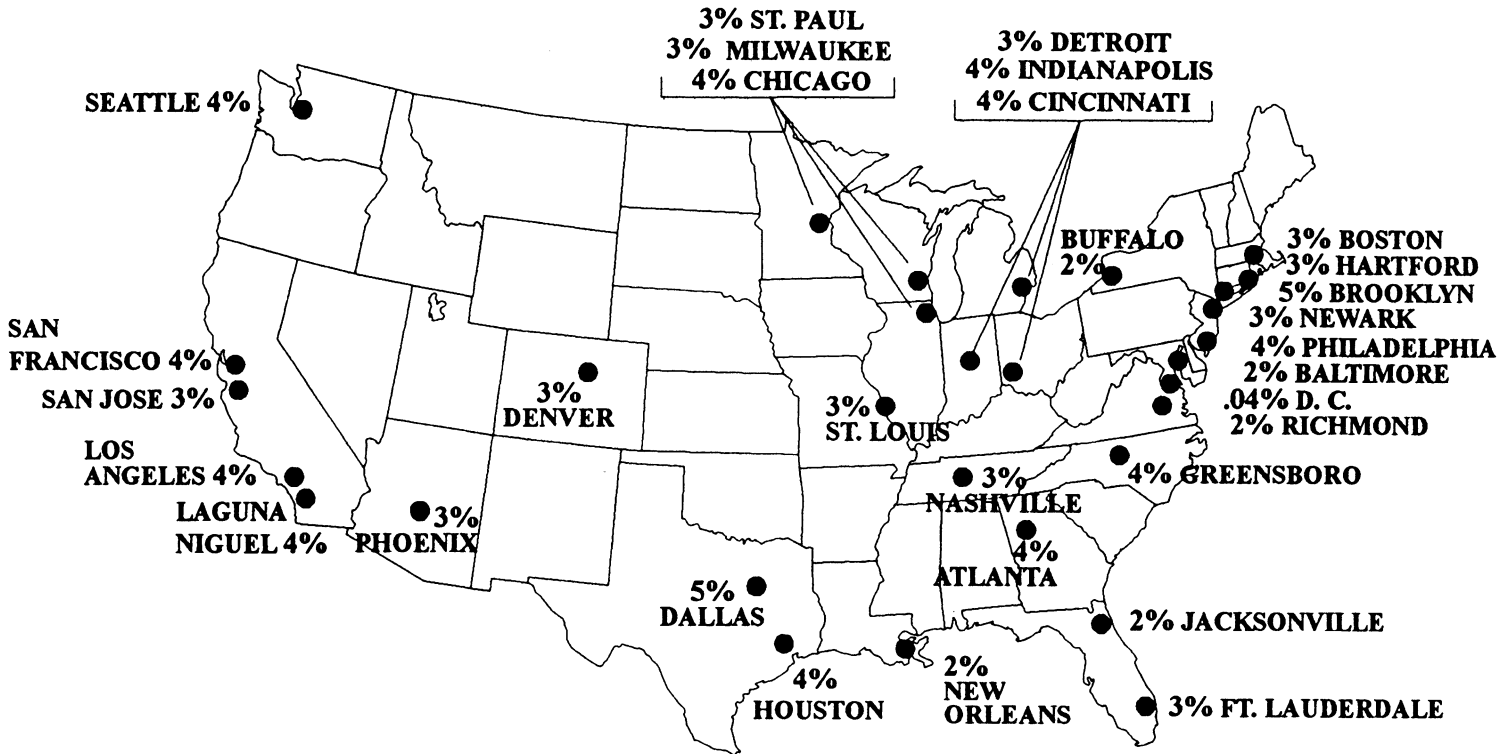 3% ST. PAUL
3% MILWAUKEE
4% CHICAGO
3% DETROIT
4% INDIANAPOLIS
4% CINCINNATI
SEATTLE 4%
BUFFALO
2%
3% BOSTON
3% HARTFORD
5% BROOKLYN
3% NEWARK
4% PHILADELPHIA
2% BALTIMORE
.04% D. C.
2% RICHMOND
SAN
FRANCISCO 4%
SAN JOSE 3%
3%
DENVER
3%
ST. LOUIS
LOS
ANGELES 4%
LAGUNA
NIGUEL 4%
3%
PHOENIX
3%
NASHVILLE
4% GREENSBORO
4%
ATLANTA
5%
DALLAS
4%
HOUSTON
2%
NEW
ORLEANS
2% JACKSONVILLE
3% FT. LAUDERDALE